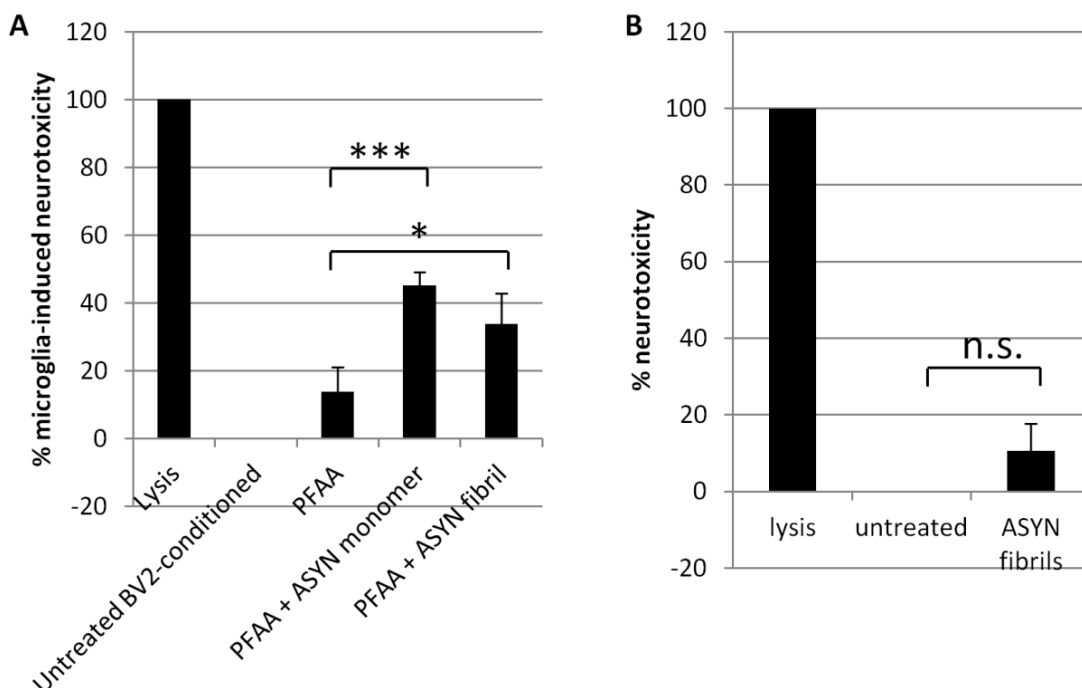 A
% microglia-induced neurotoxicity
120
100
80
60
40
20
0
-20
***
*
Lysis
Untreated BV2-conditioned
PFAA
PFAA + ASYN monomer
PFAA + ASYN fibril
B
% neurotoxicity
120
100
80
60
40
20
0
-20
n.s.
lysis
untreated
ASYN
fibrils